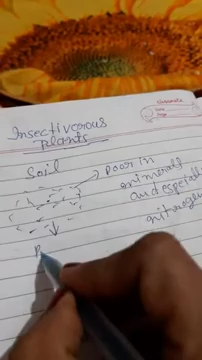 Insectivorous
Plants
Soil
Poor in
minerals
and especially
nitrogen
P